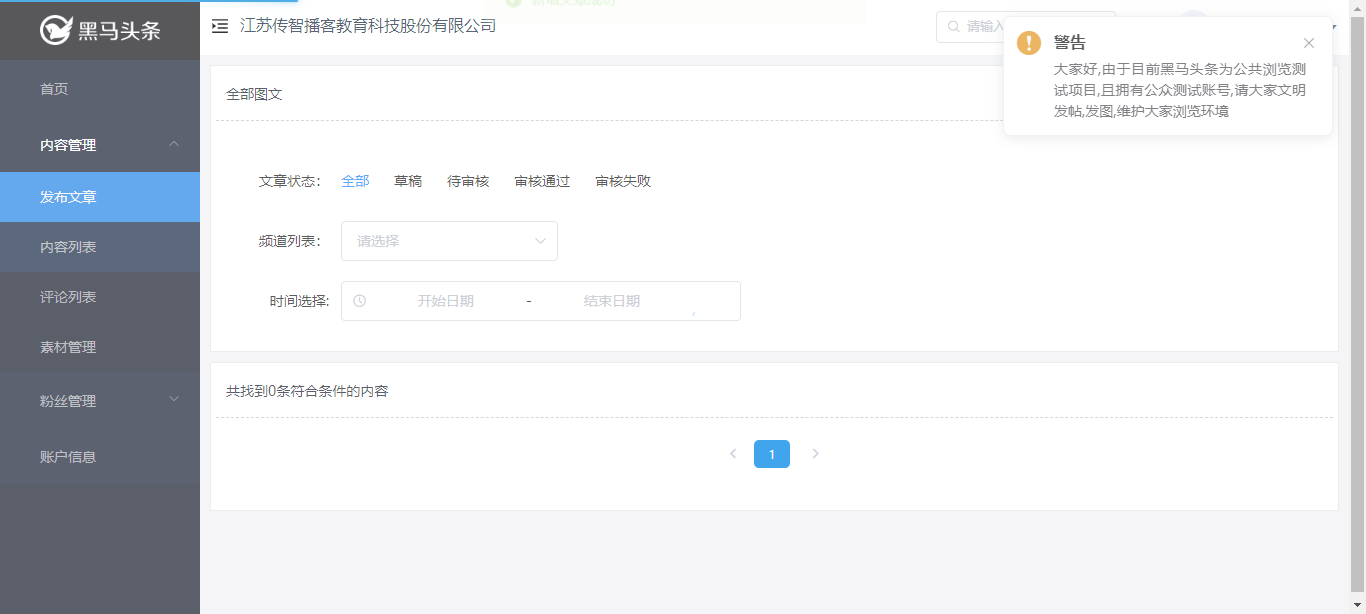 黑马头条
江苏传智播客教育科技股份有限公司
请输入
警告
大家好,由于目前黑马头条为公共浏览测
试项目,且拥有公众测试账号,请大家文明
发帖,发图,维护大家浏览环境
首页
内容管理
发布文章
内容列表
评论列表
素材管理
粉丝管理
账户信息
全部图文
文章状态: 全部 草稿 待审核 审核通过 审核失败
频道列表: 请选择
时间选择: 开始日期 - 结束日期
共找到0条符合条件的内容
1